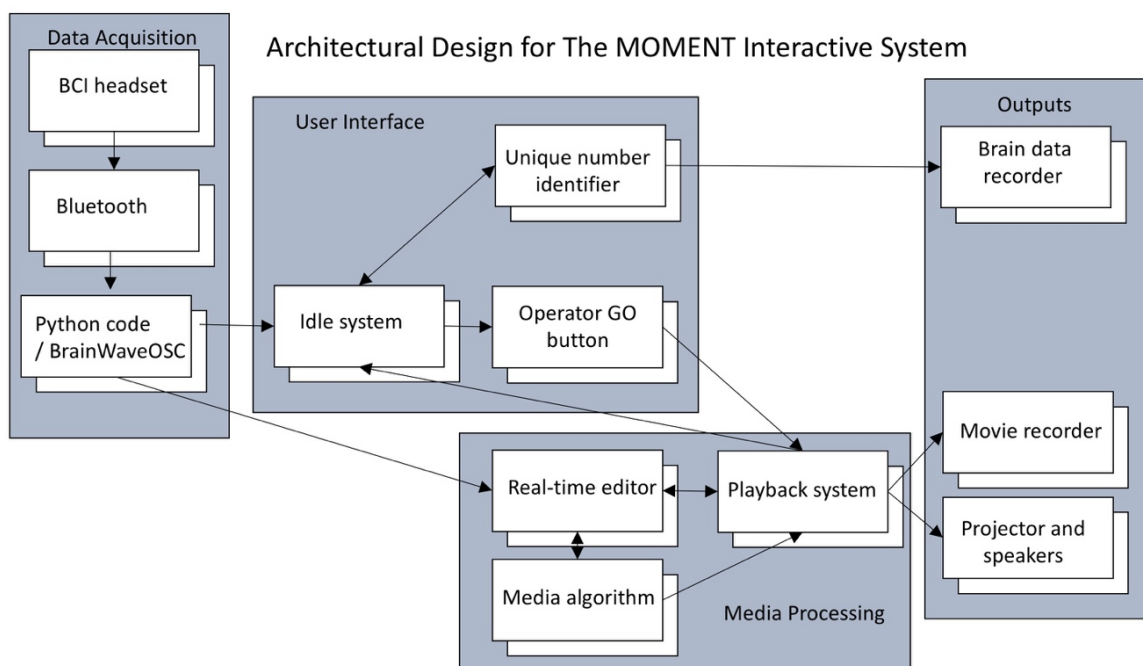 Data Acquisition
BCI headset
Bluetooth
Python code
/ BrainWaveOSC
Architectural Design for The MOMENT Interactive System
User Interface
Unique number
identifier
Idle system
Operator GO
button
Real-time editor
Playback system
Media algorithm
Media Processing
Outputs
Brain data
recorder
Movie recorder
Projector and
speakers